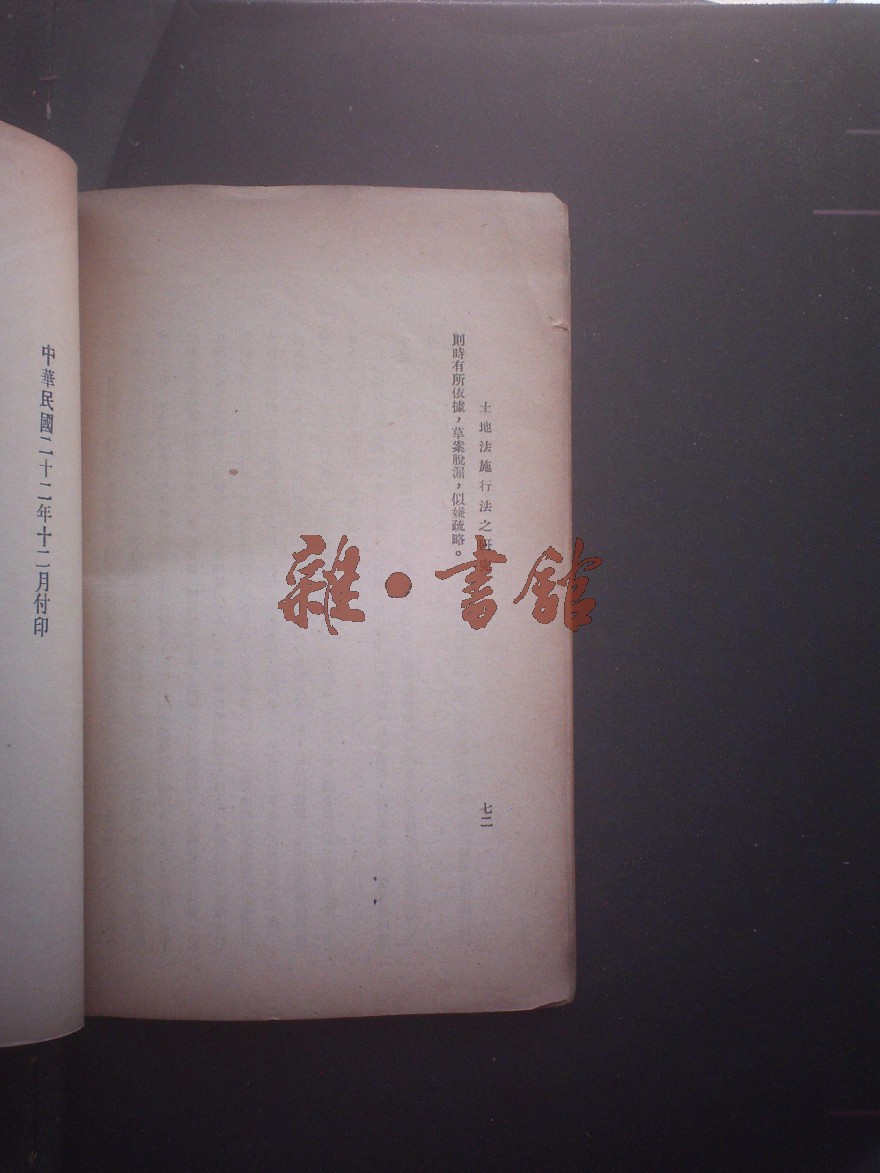 土地法施行法之研究
七二
則時有所依據，草案脫漏，似嫌疏略。
中華民國二十二年十二月付印
雜·書館